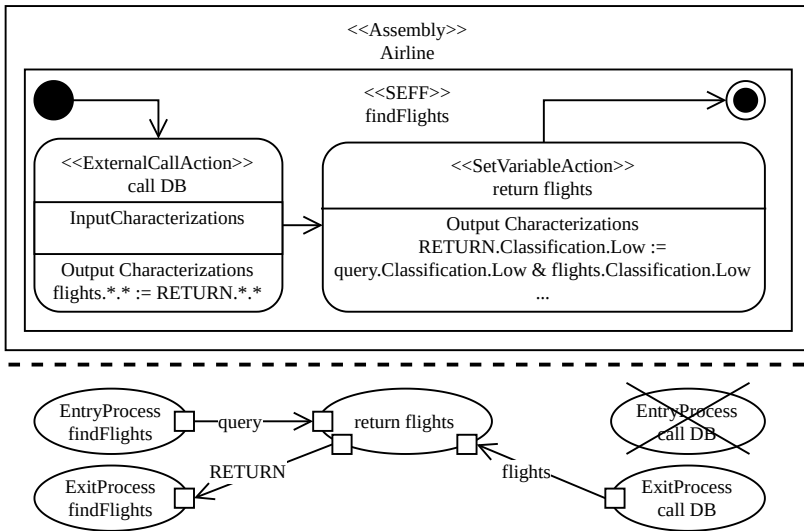 <<Assembly>>
Airline
<<SEFF>>
findFlights
<<ExternalCallAction>>
call DB
InputCharacterizations
Output Characterizations
flights.*.* := RETURN.*.*
<<SetVariableAction>>
return flights
Output Characterizations
RETURN.Classification.Low :=
query.Classification.Low & flights.Classification.Low
...
EntryProcess
findFlights
query
return flights
EntryProcess
call DB
RETURN
flights
ExitProcess
findFlights
ExitProcess
call DB